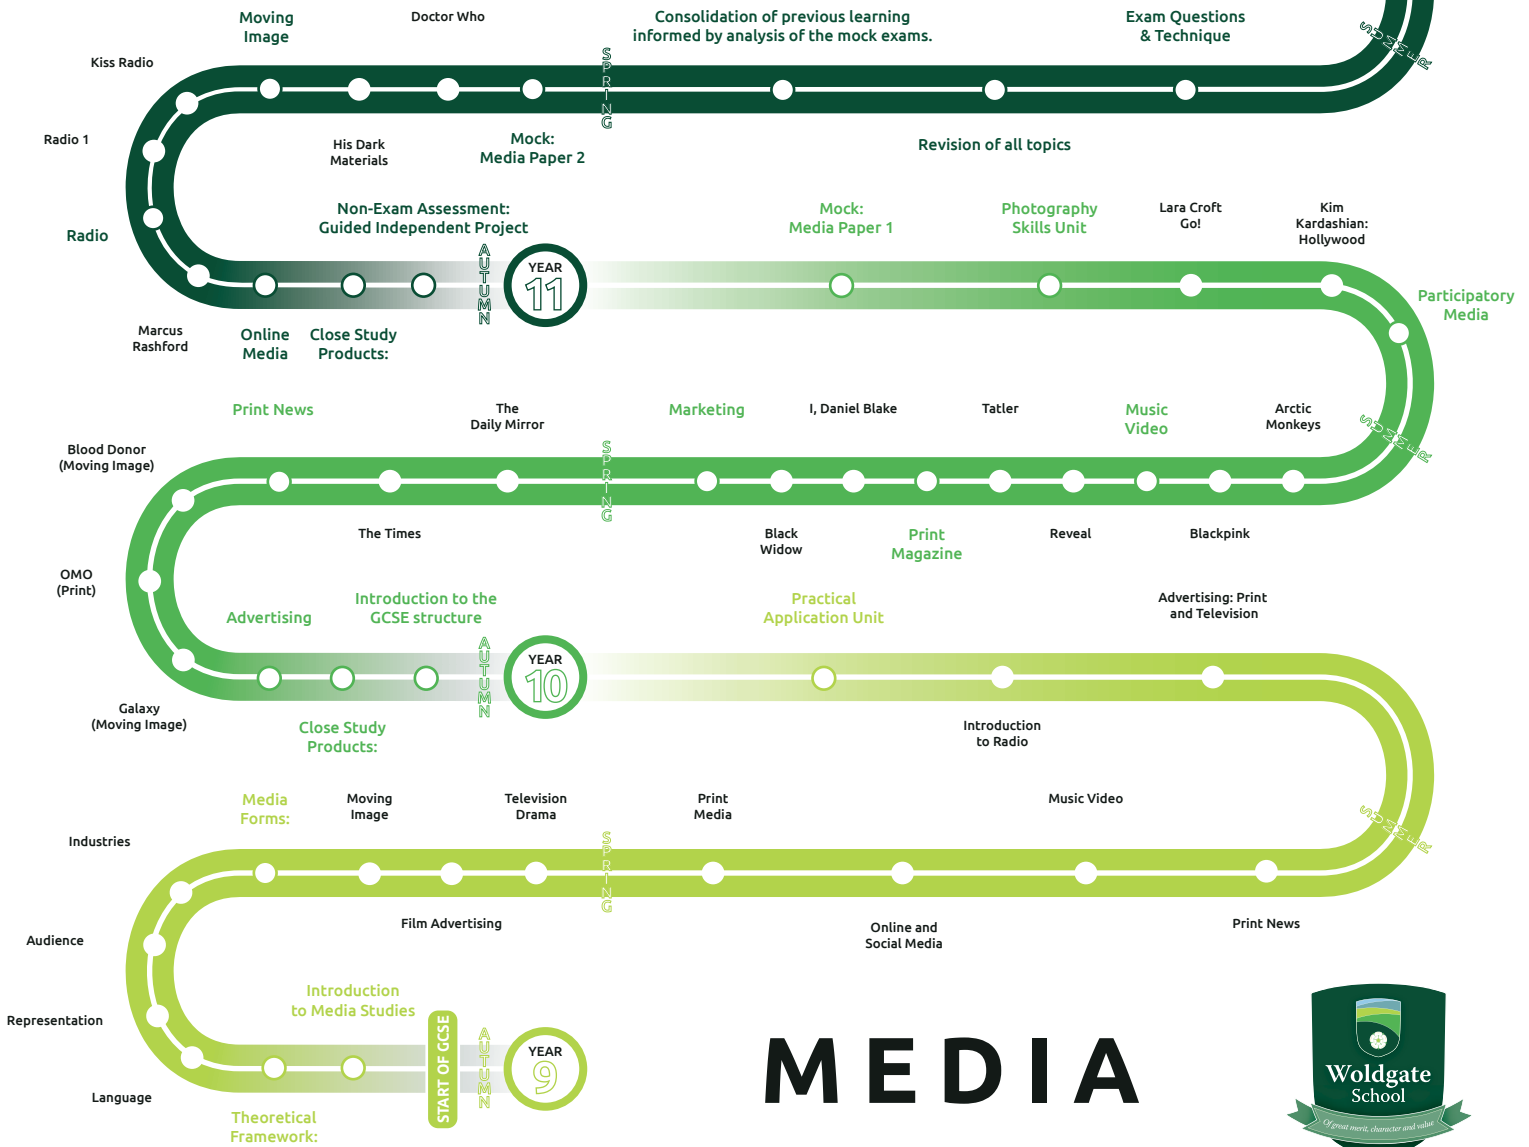 Moving
Image
Doctor Who
Consolidation of previous learning
informed by analysis of the mock exams.
Exam Questions
& Technique
SUMMER
Kiss Radio
SPRING
Radio 1
His Dark
Materials
Mock:
Media Paper 2
Revision of all topics
Radio
Non-Exam Assessment:
Guided Independent Project
Mock:
Media Paper 1
Photography
Skills Unit
Lara Croft
Go!
Kim
Kardashian:
Hollywood
AUTUMN
YEAR
11
Participatory
Media
Marcus
Rashford
Online
Media
Close Study
Products:
Print News
The
Daily Mirror
Marketing
I, Daniel Blake
Tatler
Music
Video
Arctic
Monkeys
SUMMER
Blood Donor
(Moving Image)
SPRING
The Times
Black
Widow
Print
Magazine
Reveal
Blackpink
OMO
(Print)
Advertising
Introduction to the
GCSE structure
Practical
Application Unit
Advertising: Print
and Television
AUTUMN
YEAR
10
Galaxy
(Moving Image)
Close Study
Products:
Introduction
to Radio
Media
Forms:
Moving
Image
Television
Drama
Print
Media
Music Video
SUMMER
Industries
SPRING
Film Advertising
Online and
Social Media
Print News
Audience
Introduction
to Media Studies
Representation
START OF GCSE
AUTUMN
YEAR
9
Language
Theoretical
Framework:
MEDIA
Woldgate
School
Of great merit, character and value